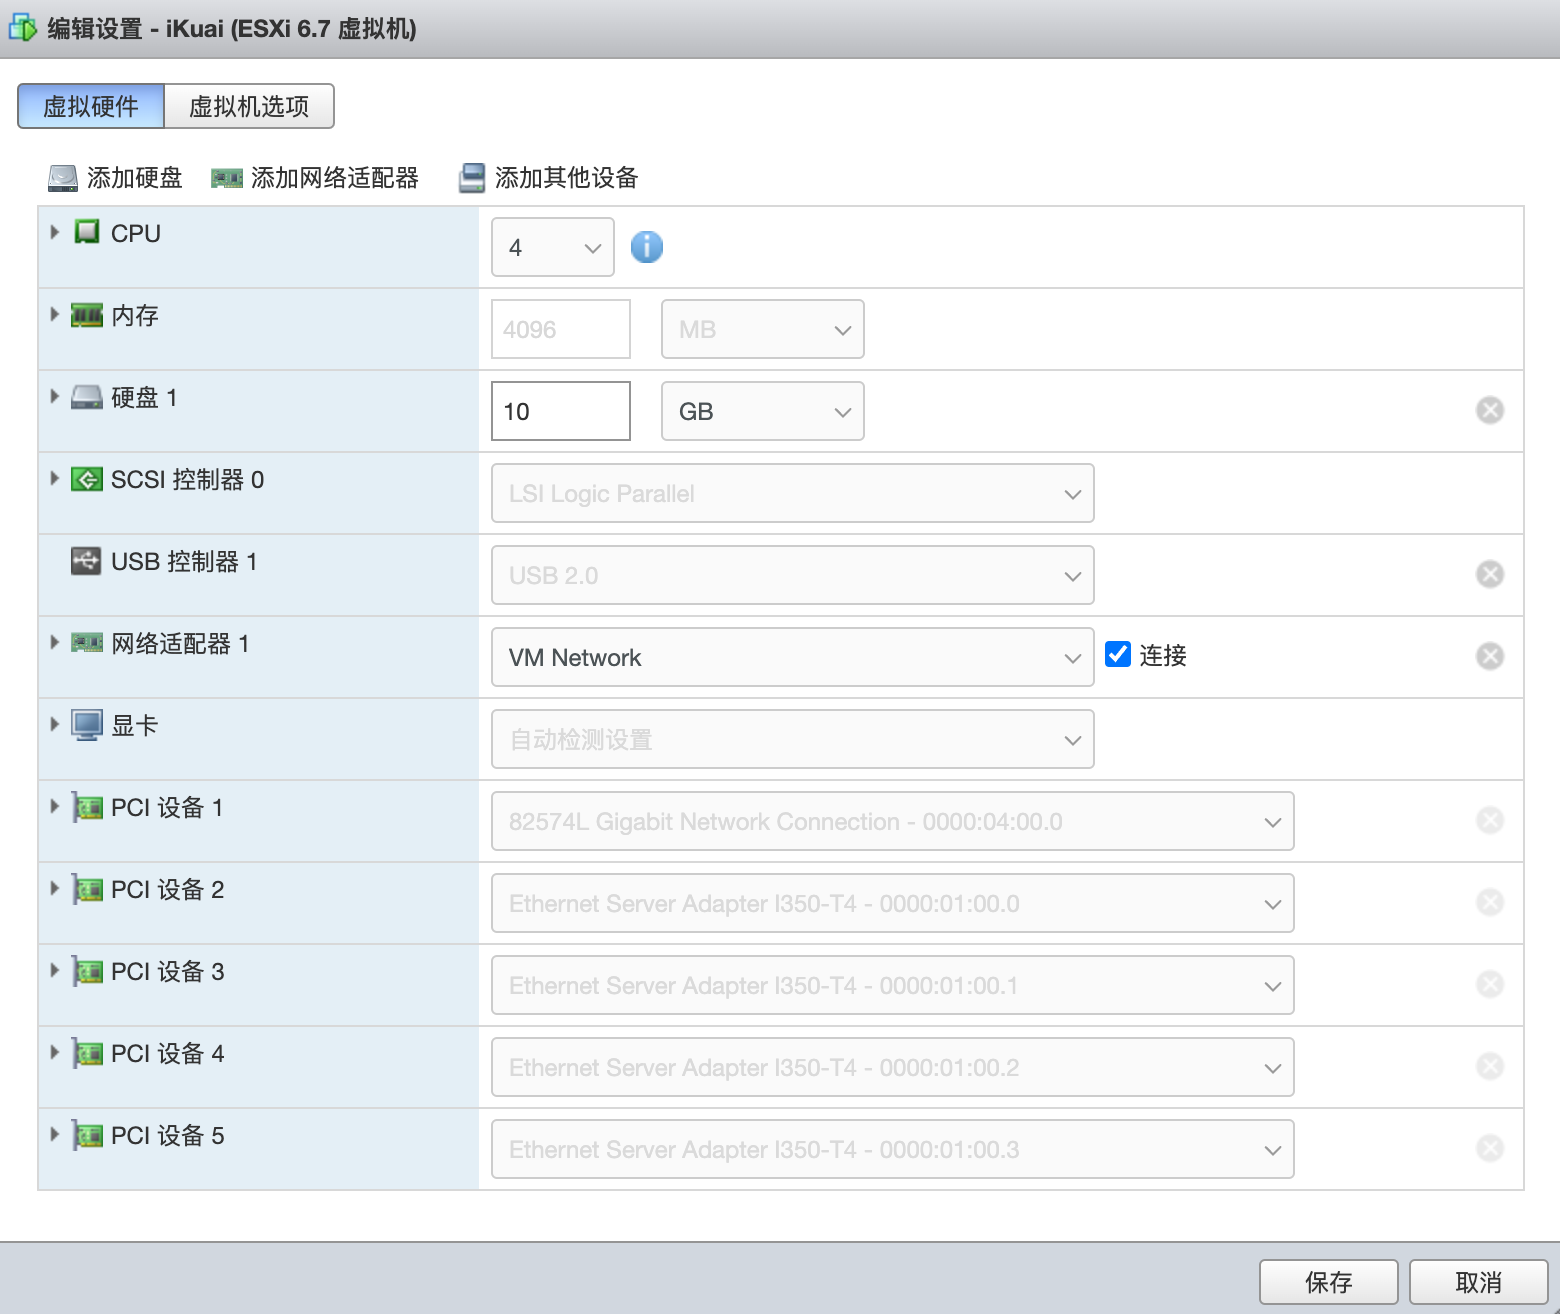 编辑设置 - iKuai (ESXi 6.7 虚拟机)
虚拟硬件 虚拟机选项
添加硬盘 添加网络适配器 添加其他设备
CPU 4
内存 4096 MB
硬盘 1 10 GB
SCSI 控制器 0 LSI Logic Parallel
USB 控制器 1 USB 2.0
网络适配器 1 VM Network 连接
显卡 自动检测设置
PCI 设备 1 82574L Gigabit Network Connection - 0000:04:00.0
PCI 设备 2 Ethernet Server Adapter I350-T4 - 0000:01:00.0
PCI 设备 3 Ethernet Server Adapter I350-T4 - 0000:01:00.1
PCI 设备 4 Ethernet Server Adapter I350-T4 - 0000:01:00.2
PCI 设备 5 Ethernet Server Adapter I350-T4 - 0000:01:00.3
保存 取消